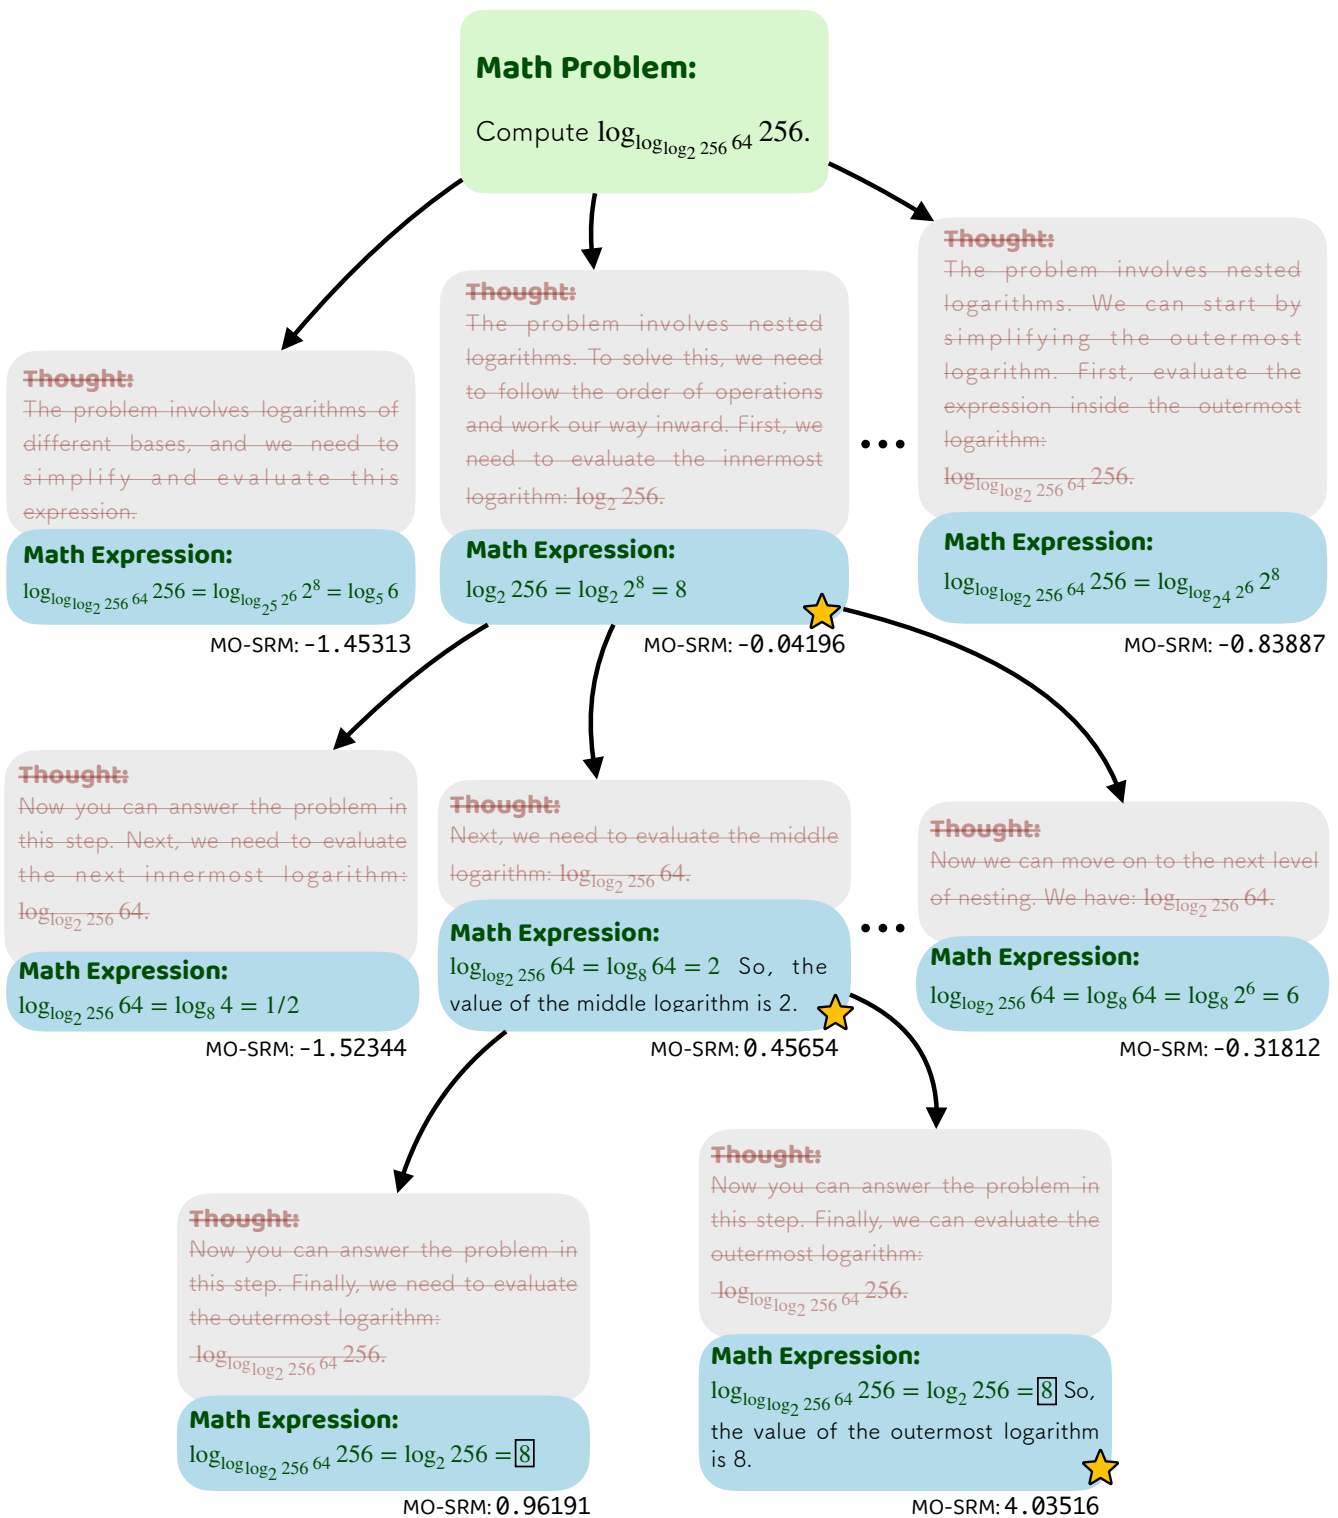 Math Problem:
Compute log_{log_{log_2 256} 64} 256.
Thought:
The problem involves logarithms of
different bases, and we need to
simplify and evaluate this
expression.
Math Expression:
log_{log_{log_2 256} 64} 256 = log_{log_{2^5} 2^6} 2^8 = log_5 6
MO-SRM: -1.45313
Thought:
The problem involves nested
logarithms. To solve this, we need
to follow the order of operations
and work our way inward. First, we
need to evaluate the innermost
logarithm: log_2 256.
Math Expression:
log_2 256 = log_2 2^8 = 8
MO-SRM: -0.04196
...
Thought:
The problem involves nested
logarithms. We can start by
simplifying the outermost
logarithm. First, evaluate the
expression inside the outermost
logarithm:
log_{log_{log_2 256} 64} 256.
Math Expression:
log_{log_{log_2 256} 64} 256 = log_{log_{2^4} 2^6} 2^8
MO-SRM: -0.83887
Thought:
Now you can answer the problem in
this step. Next, we need to evaluate
the next innermost logarithm:
log_{log_2 256} 64.
Math Expression:
log_{log_2 256} 64 = log_8 4 = 1/2
MO-SRM: -1.52344
Thought:
Next, we need to evaluate the middle
logarithm: log_{log_2 256} 64.
Math Expression:
log_{log_2 256} 64 = log_8 64 = 2 So, the
value of the middle logarithm is 2.
MO-SRM: 0.45654
...
Thought:
Now we can move on to the next level
of nesting. We have: log_{log_2 256} 64.
Math Expression:
log_{log_2 256} 64 = log_8 64 = log_8 2^6 = 6
MO-SRM: -0.31812
Thought:
Now you can answer the problem in
this step. Finally, we need to evaluate
the outermost logarithm:
log_{log_{log_2 256} 64} 256.
Math Expression:
log_{log_{log_2 256} 64} 256 = log_2 256 = 8
MO-SRM: 0.96191
Thought:
Now you can answer the problem in
this step. Finally, we can evaluate the
outermost logarithm:
log_{log_{log_2 256} 64} 256.
Math Expression:
log_{log_{log_2 256} 64} 256 = log_2 256 = 8 So,
the value of the outermost logarithm
is 8.
MO-SRM: 4.03516